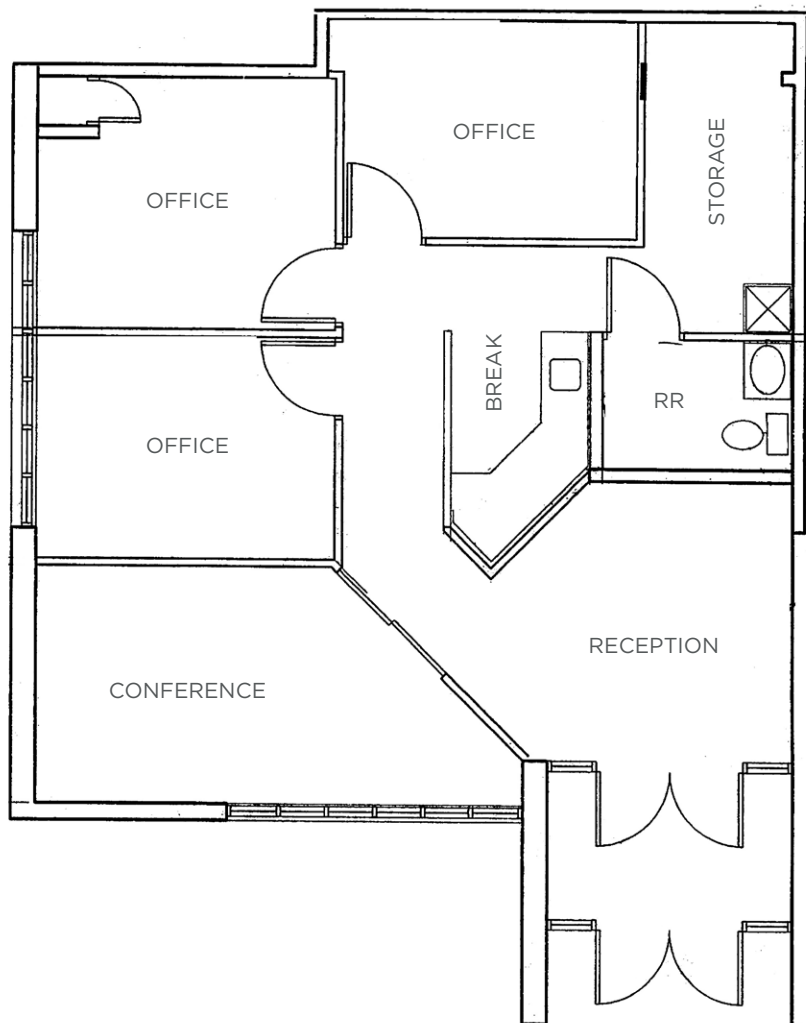 OFFICE
STORAGE
OFFICE
BREAK
RR
OFFICE
RECEPTION
CONFERENCE